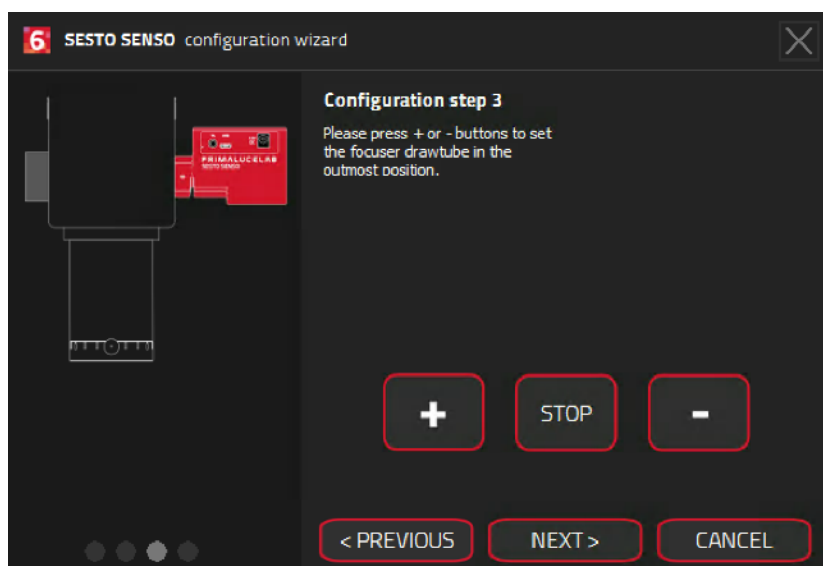 6 SESTO SENSO configuration wizard
Configuration step 3
Please press + or - buttons to set
the focuser drawtube in the
outmost position.
PRIMALUCELAB
SESTO SENSO
+ STOP -
< PREVIOUS NEXT > CANCEL